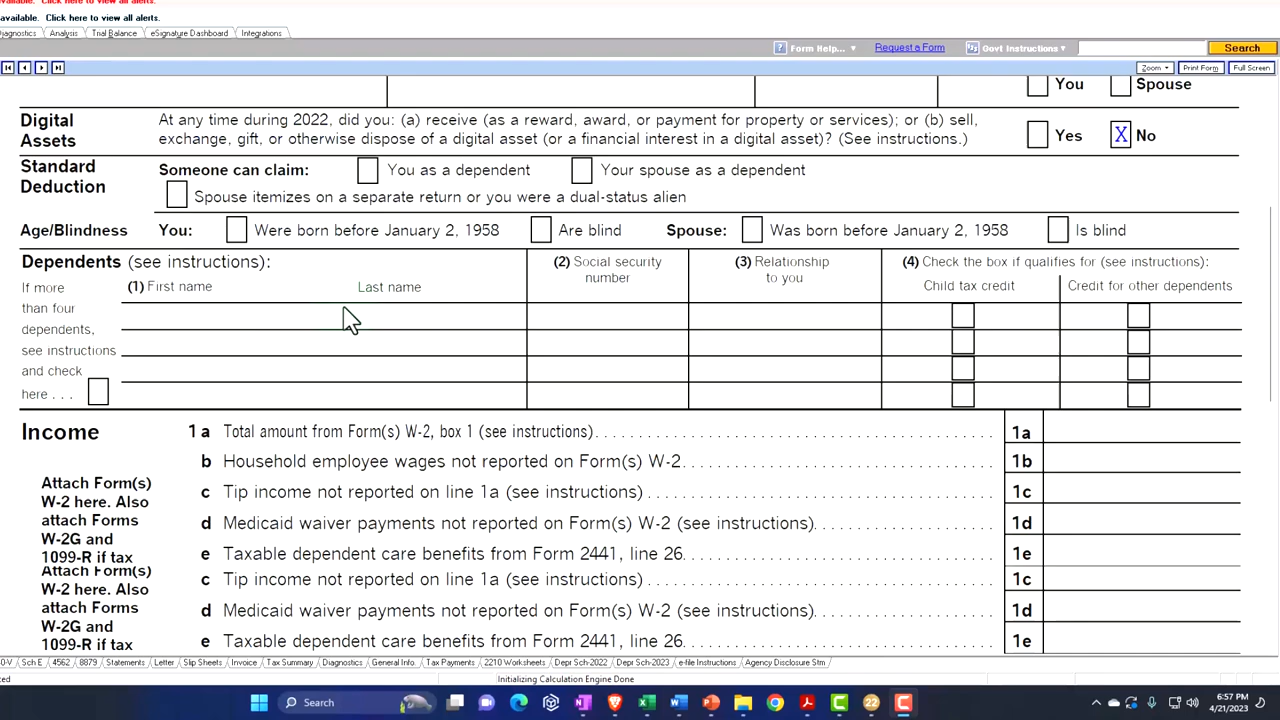 available. Click here to view all alerts.
available. Click here to view all alerts.
Diagnostics Analysis Trial Balance eSignature Dashboard Integrations
? Form Help... Request a Form Govt Instructions Search
Zoom Print Form Full Screen
You Spouse
Digital Assets
At any time during 2022, did you: (a) receive (as a reward, award, or payment for property or services); or (b) sell,
exchange, gift, or otherwise dispose of a digital asset (or a financial interest in a digital asset)? (See instructions.)
Yes X No
Standard Deduction
Someone can claim: You as a dependent Your spouse as a dependent
Spouse itemizes on a separate return or you were a dual-status alien
Age/Blindness You: Were born before January 2, 1958 Are blind Spouse: Was born before January 2, 1958 Is blind
Dependents (see instructions):
(2) Social security number
(3) Relationship to you
(4) Check the box if qualifies for (see instructions):
(1) First name Last name
Child tax credit Credit for other dependents
If more
than four
dependents,
see instructions
and check
here . . .
Income 1 a Total amount from Form(s) W-2, box 1 (see instructions) 1a
b Household employee wages not reported on Form(s) W-2 1b
c Tip income not reported on line 1a (see instructions) 1c
d Medicaid waiver payments not reported on Form(s) W-2 (see instructions) 1d
e Taxable dependent care benefits from Form 2441, line 26 1e
Attach Form(s)
W-2 here. Also
attach Forms
W-2G and
1099-R if tax
c Tip income not reported on line 1a (see instructions) 1c
d Medicaid waiver payments not reported on Form(s) W-2 (see instructions) 1d
e Taxable dependent care benefits from Form 2441, line 26 1e
Attach Form(s)
W-2 here. Also
attach Forms
W-2G and
1099-R if tax
0-V Sch E 4562 8879 Statements Letter Slip Sheets Invoice Tax Summary Diagnostics General Info. Tax Payments 2210 Worksheets Depr Sch-2022 Depr Sch-2023 e-file Instructions Agency Disclosure Stm
Initializing Calculation Engine Done
Search
22
6:57 PM
4/21/2023